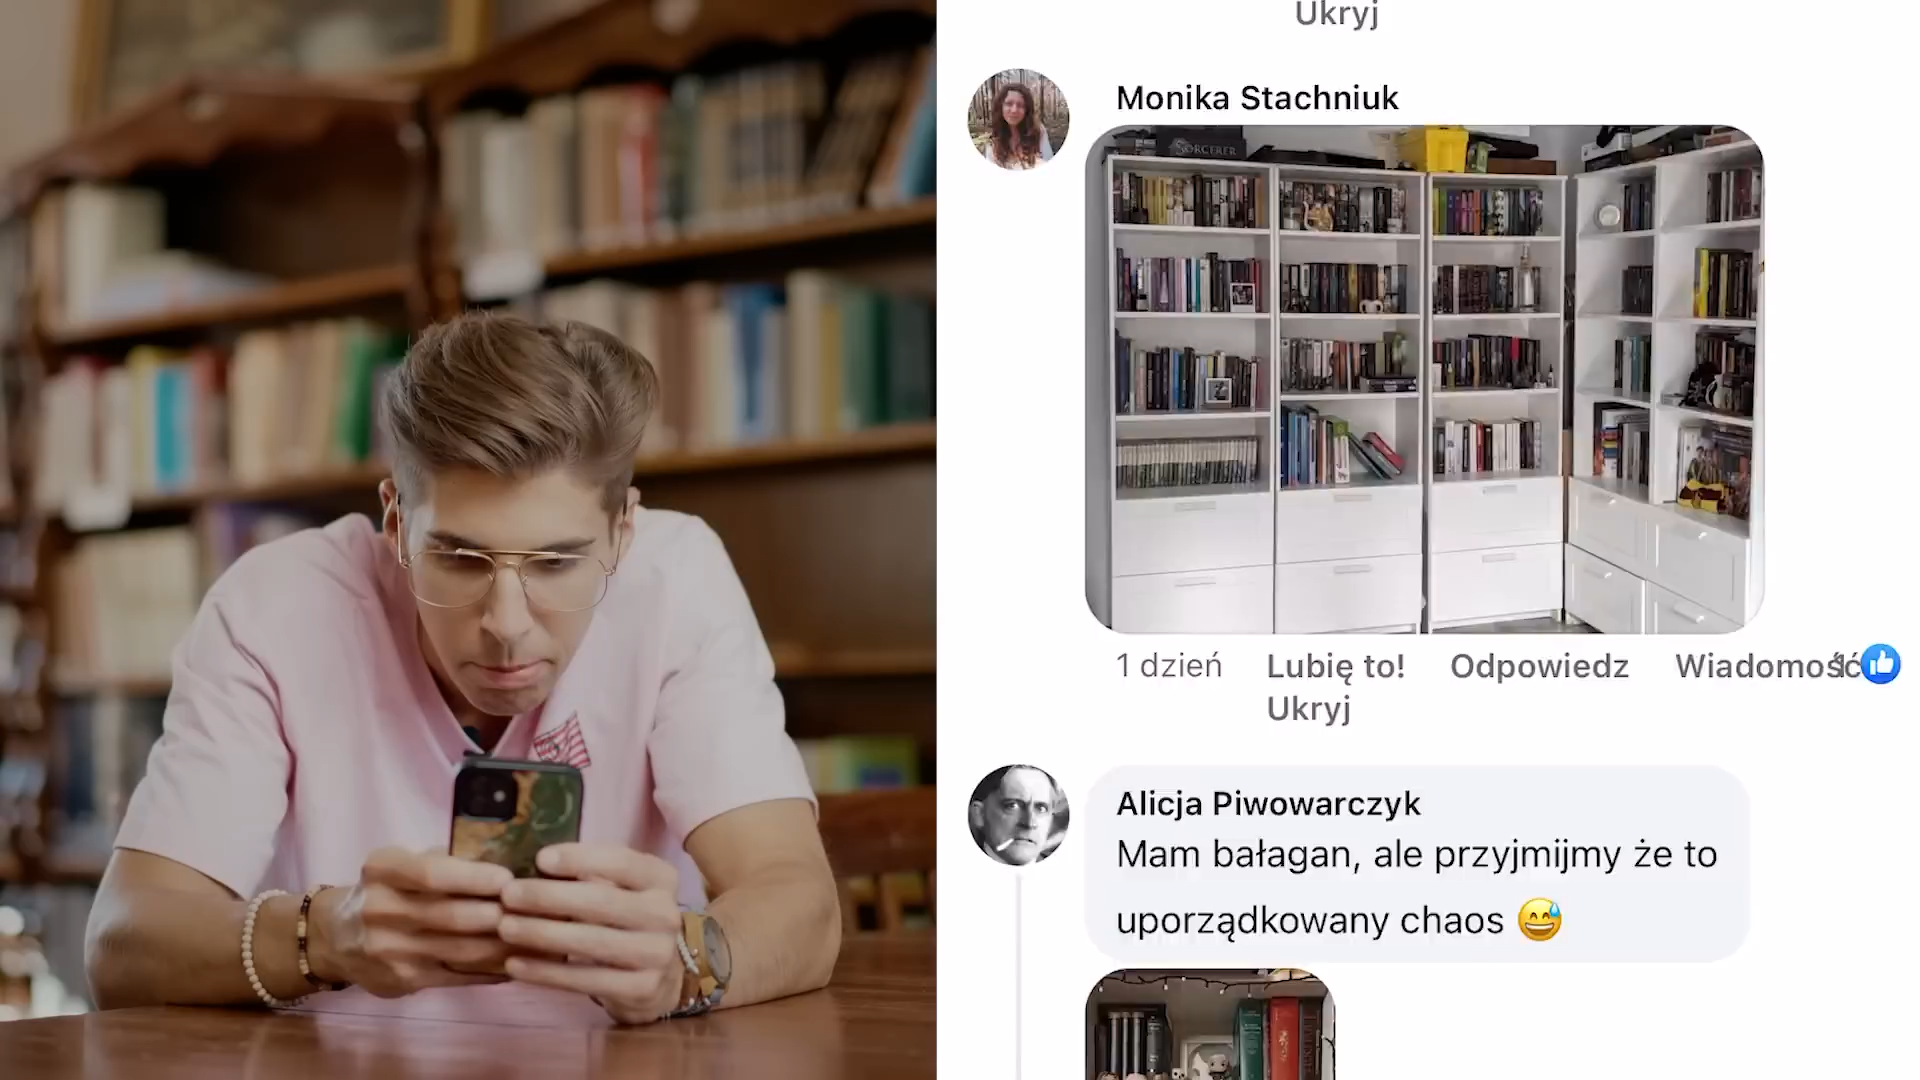 Ukryj
Monika Stachniuk
SORCERER
1 dzień Lubię to! Odpowiedz Wiadomość 1
Ukryj
Alicja Piwowarczyk
Mam bałagan, ale przyjmijmy że to
uporządkowany chaos 😅